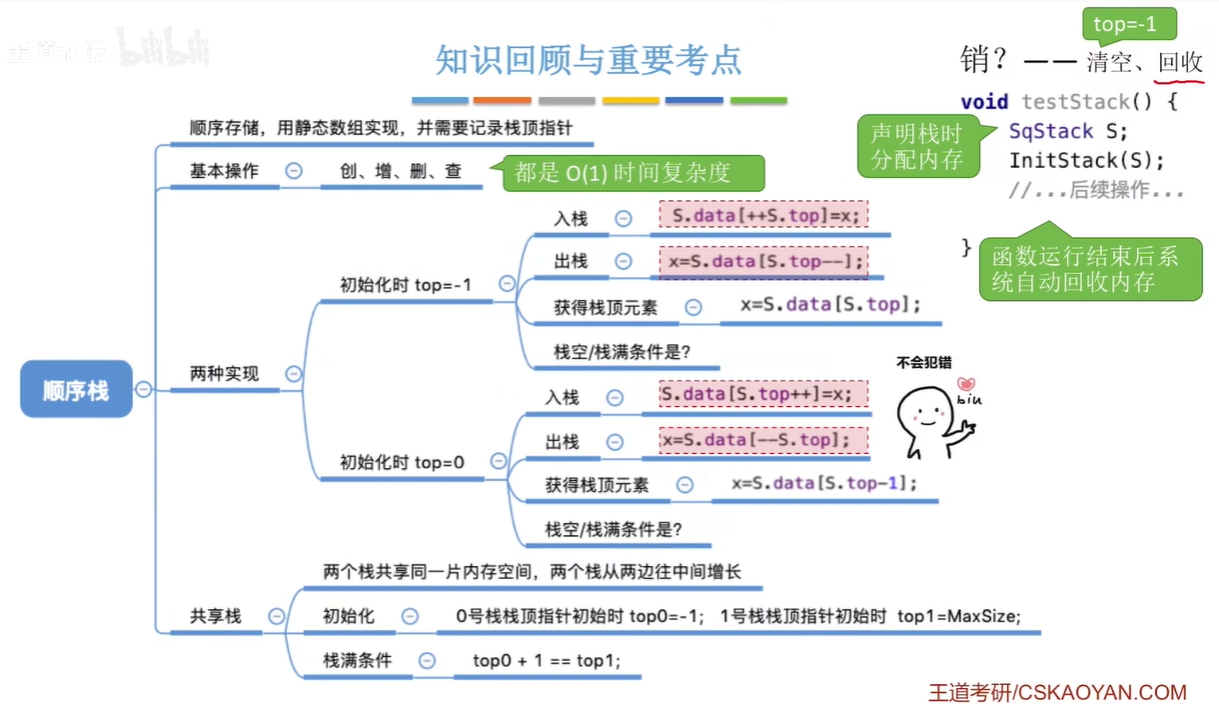 王道考研 bilibili
知识回顾与重要考点
top=-1
销？—— 清空、回收
void testStack() {
SqStack S;
InitStack(S);
//...后续操作...
}
声明栈时
分配内存
函数运行结束后系
统自动回收内存
顺序栈
顺序存储，用静态数组实现，并需要记录栈顶指针
基本操作
创、增、删、查
都是 O(1) 时间复杂度
两种实现
初始化时 top=-1
入栈
S.data[++S.top]=x;
出栈
x=S.data[S.top--];
获得栈顶元素
x=S.data[S.top];
栈空/栈满条件是?
初始化时 top=0
入栈
S.data[S.top++]=x;
出栈
x=S.data[--S.top];
获得栈顶元素
x=S.data[S.top-1];
栈空/栈满条件是?
不会犯错
biu
共享栈
两个栈共享同一片内存空间，两个栈从两边往中间增长
初始化
0号栈栈顶指针初始时 top0=-1； 1号栈栈顶指针初始时 top1=MaxSize;
栈满条件
top0 + 1 == top1;
王道考研/CSKAOYAN.COM